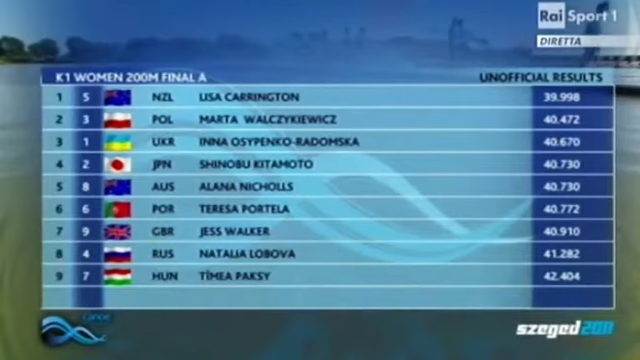 Rai Sport 1
DIRETTA
K1 WOMEN 200M FINAL A UNOFFICIAL RESULTS
1 5 NZL LISA CARRINGTON 39.998
2 3 POL MARTA WALCZYKIEWICZ 40.472
3 1 UKR INNA OSYPENKO-RADOMSKA 40.670
4 2 JPN SHINOBU KITAMOTO 40.730
5 8 AUS ALANA NICHOLLS 40.730
6 6 POR TERESA PORTELA 40.772
7 9 GBR JESS WALKER 40.910
8 4 RUS NATALIA LOBOVA 41.282
9 7 HUN TÍMEA PAKSY 42.404
canoe
szeged 2011